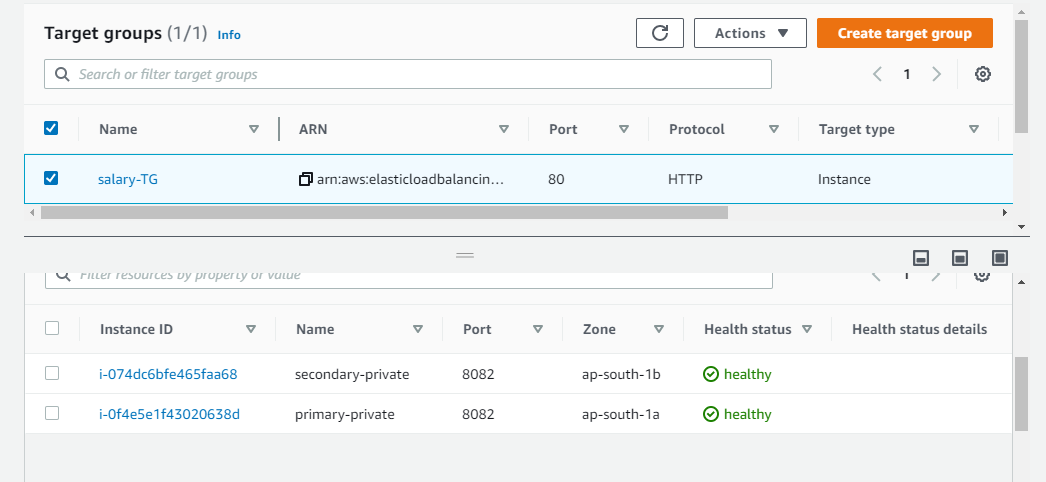 Target groups (1/1) Info
Actions
Create target group
Search or filter target groups
1
Name ARN Port Protocol Target type
salary-TG arn:aws:elasticloadbalancin... 80 HTTP Instance
Filter resources by property or value
1
Instance ID Name Port Zone Health status Health status details
i-074dc6bfe465faa68 secondary-private 8082 ap-south-1b healthy
i-0f4e5e1f43020638d primary-private 8082 ap-south-1a healthy